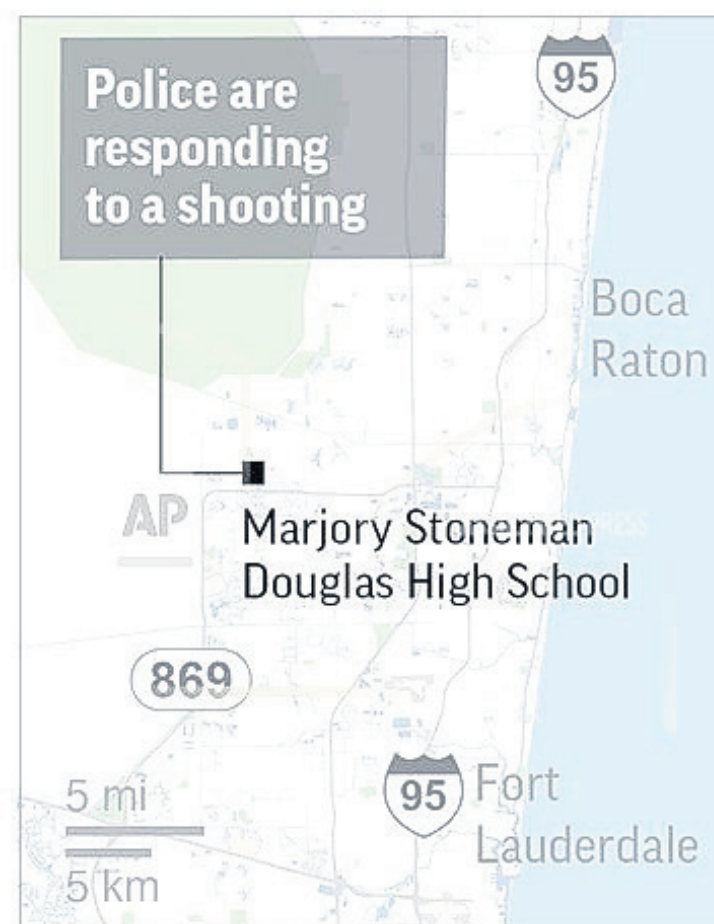 Police are
responding
to a shooting
95
Boca
Raton
AP
Marjory Stoneman
Douglas High School
869
95
Fort
Lauderdale
5 mi
5 km